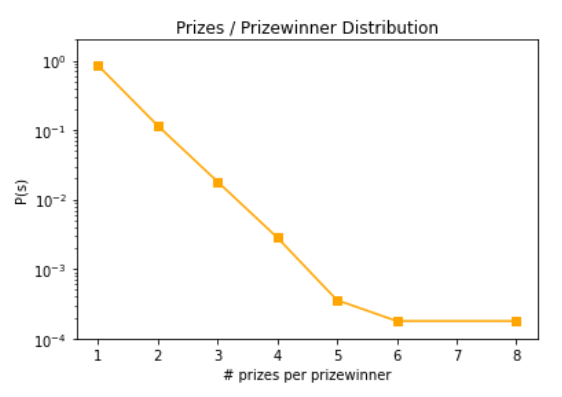 Prizes / Prizewinner Distribution
10⁰
10⁻¹
10⁻²
10⁻³
10⁻⁴
P(s)
1 2 3 4 5 6 7 8
# prizes per prizewinner